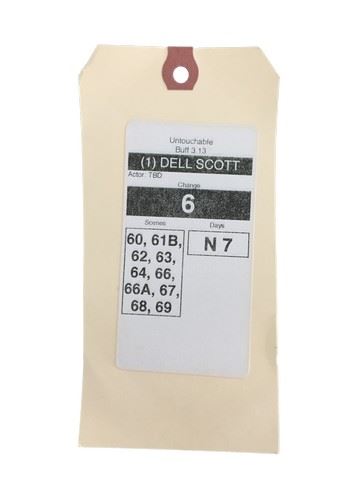 Untouchable
Buff 3.13
(1) DELL SCOTT
Actor: TBD
Change
6
Scenes
Days
60, 61B,
62, 63,
64, 66,
66A, 67,
68, 69
N 7